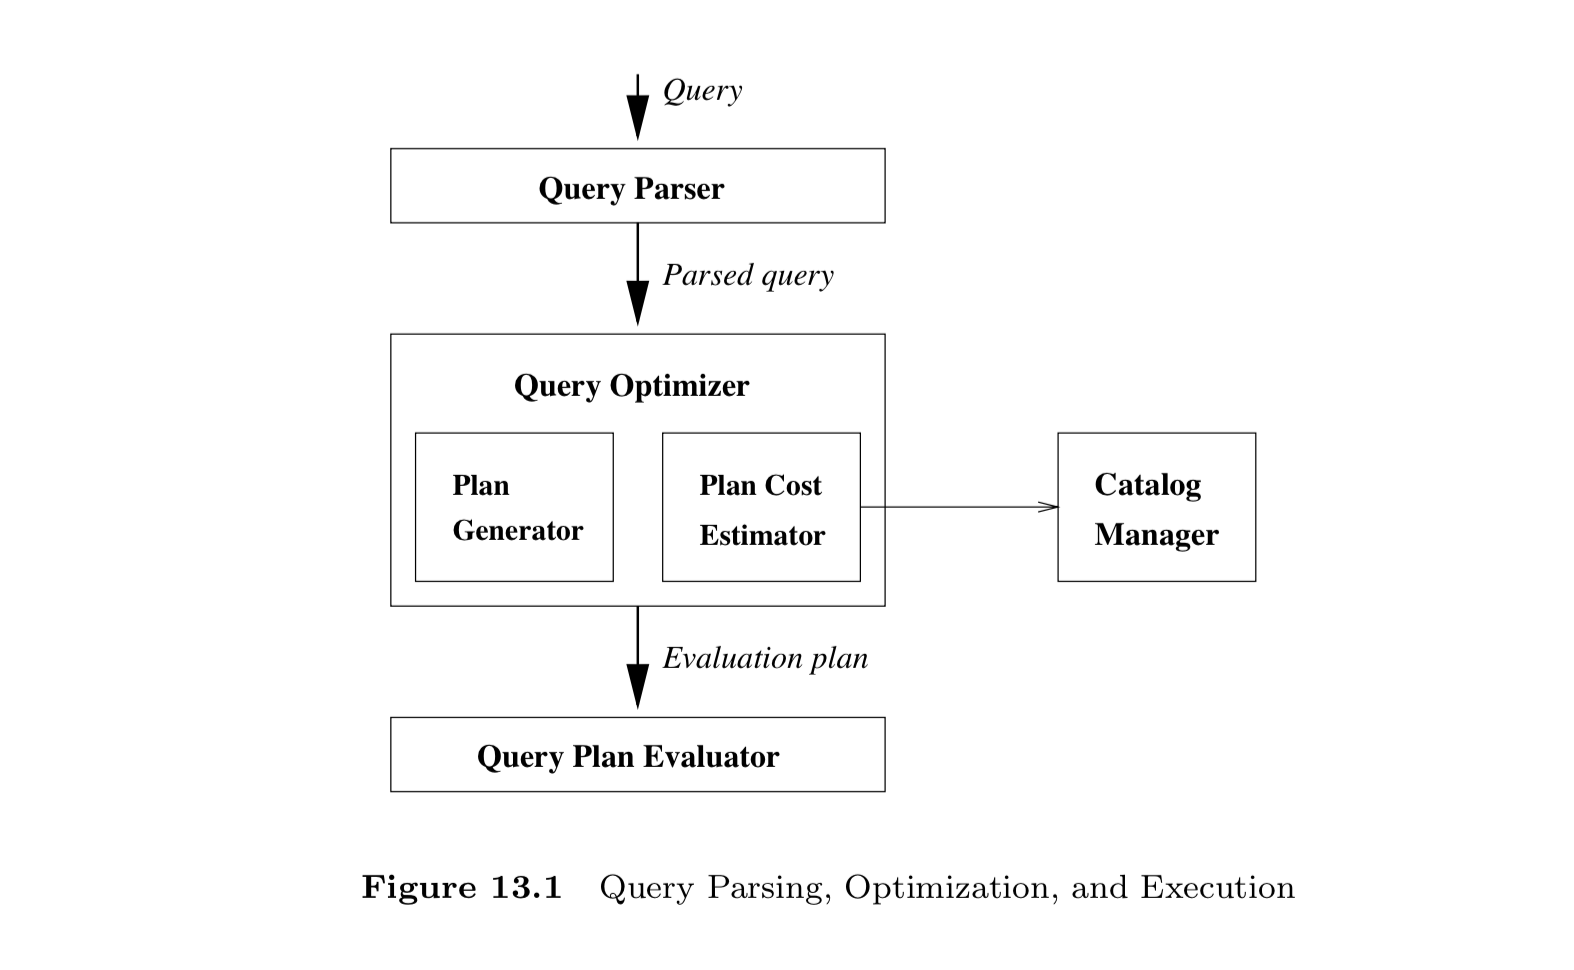 Query
Query Parser
Parsed query
Query Optimizer
Plan
Generator
Plan Cost
Estimator
Catalog
Manager
Evaluation plan
Query Plan Evaluator
Figure 13.1 Query Parsing, Optimization, and Execution